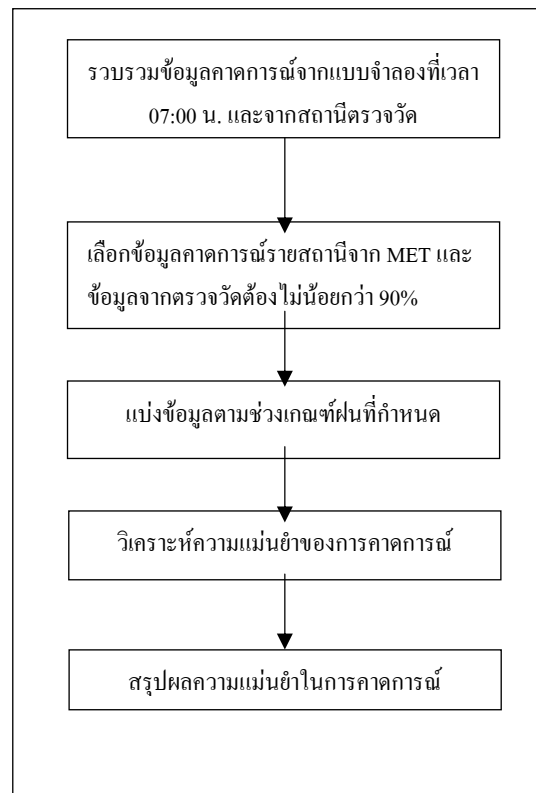 รวบรวมข้อมูลคาดการณ์จากแบบจำลองที่เวลา
07:00 น. และจากสถานีตรวจวัด
เลือกข้อมูลคาดการณ์รายสถานีจาก MET และ
ข้อมูลจากตรวจวัดต้องไม่น้อยกว่า 90%
แบ่งข้อมูลตามช่วงเกณฑ์ฝนที่กำหนด
วิเคราะห์ความแม่นยำของการคาดการณ์
สรุปผลความแม่นยำในการคาดการณ์